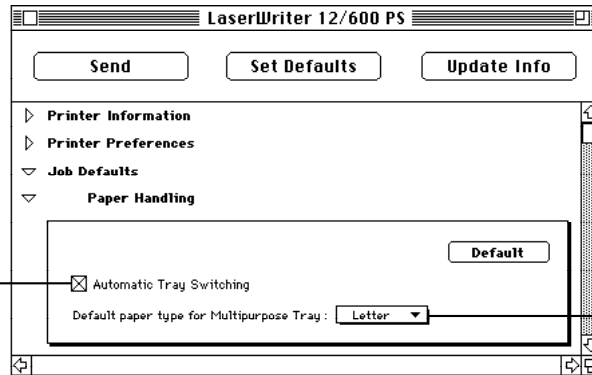 LaserWriter 12/600 PS
Send Set Defaults Update Info
Printer Information
Printer Preferences
Job Defaults
Paper Handling
Default
Automatic Tray Switching
Default paper type for Multipurpose Tray : Letter